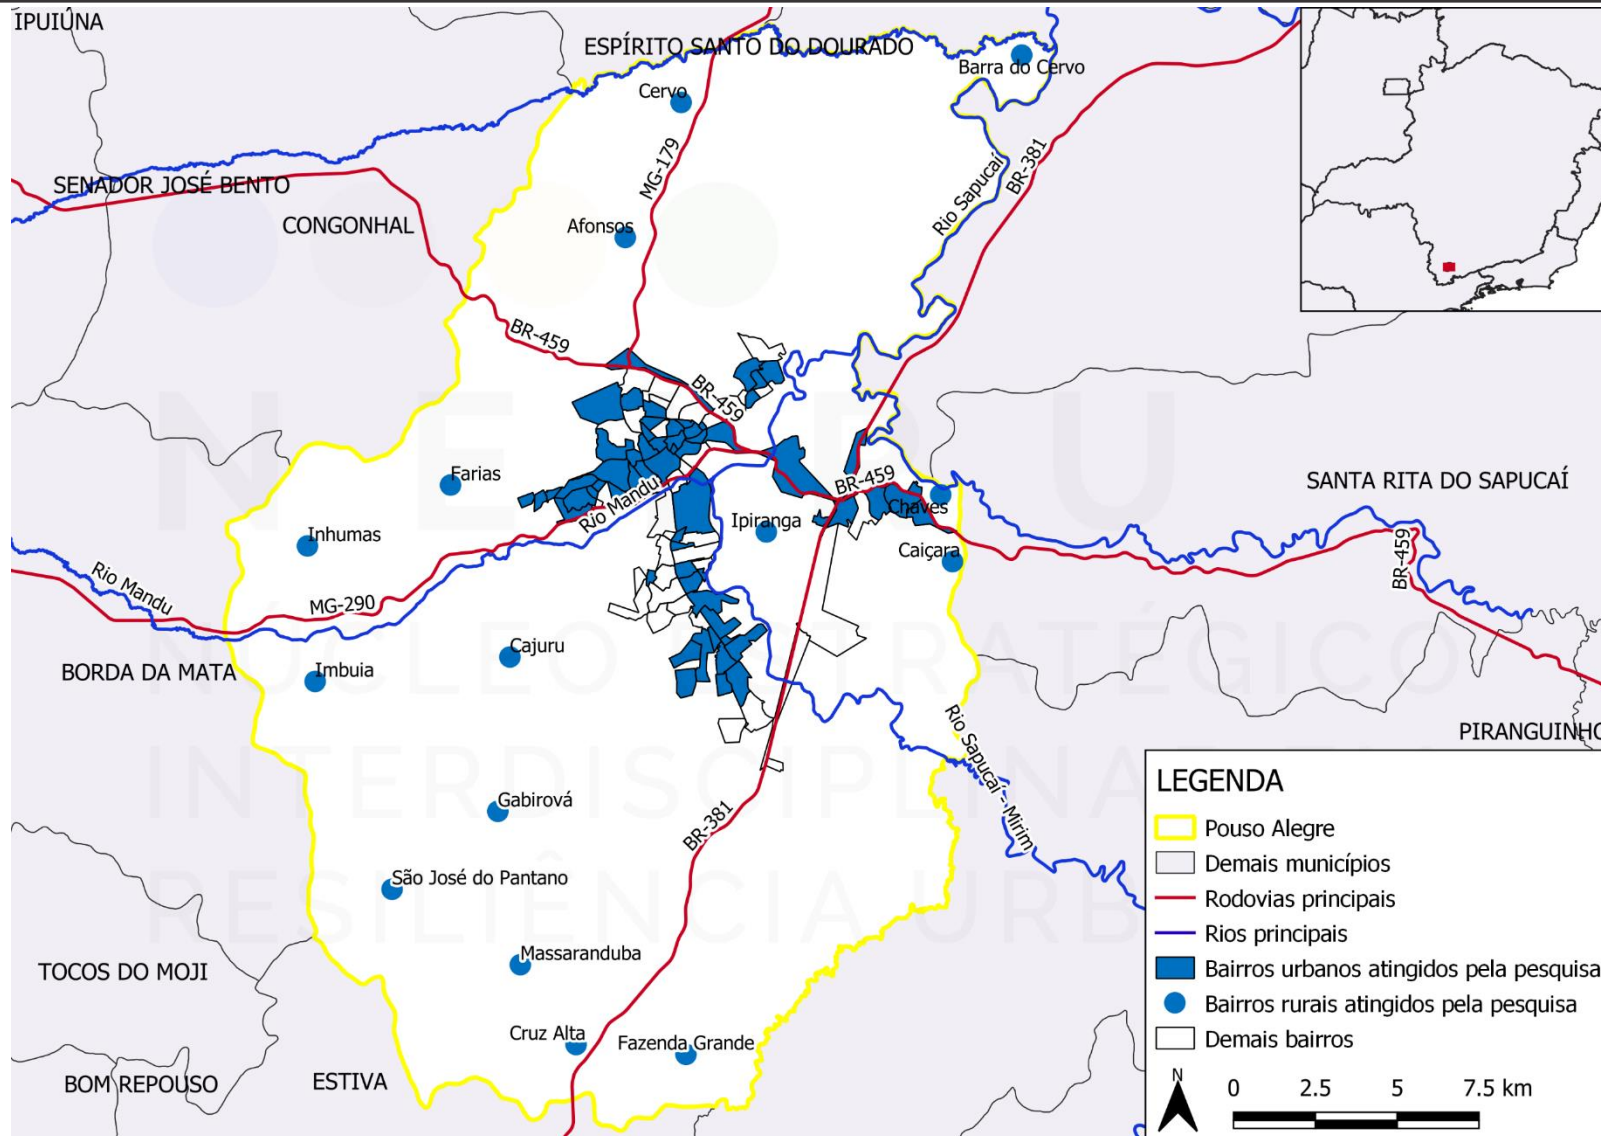 IPUIÚNA
ESPÍRITO SANTO DO DOURADO
Barra do Cervo
Cervo
MG-179
BR-381
Rio Sapucaí
SENADOR JOSÉ BENTO
CONGONHAL
Afonsos
BR-459
BR-459
N E P U
Farias
Rio Mandu
BR-459
Chaves
SANTA RITA DO SAPUCAÍ
Ipiranga
Inhumas
Caiçara
BR-459
Rio Mandu
MG-290
NÚCLEO ESTRATÉGICO
Cajuru
BORDA DA MATA
Imbuia
Rio Sapucaí - Mirim
PIRANGUINHO
INTERDISCIPLINA
Gabirová
BR-381
São José do Pantano
RESILIÊNCIA URB
Massaranduba
TOCOS DO MOJI
Cruz Alta
Fazenda Grande
BOM REPOUSO
ESTIVA
LEGENDA
Pouso Alegre
Demais municípios
Rodovias principais
Rios principais
Bairros urbanos atingidos pela pesquisa
Bairros rurais atingidos pela pesquisa
Demais bairros
N
0 2.5 5 7.5 km